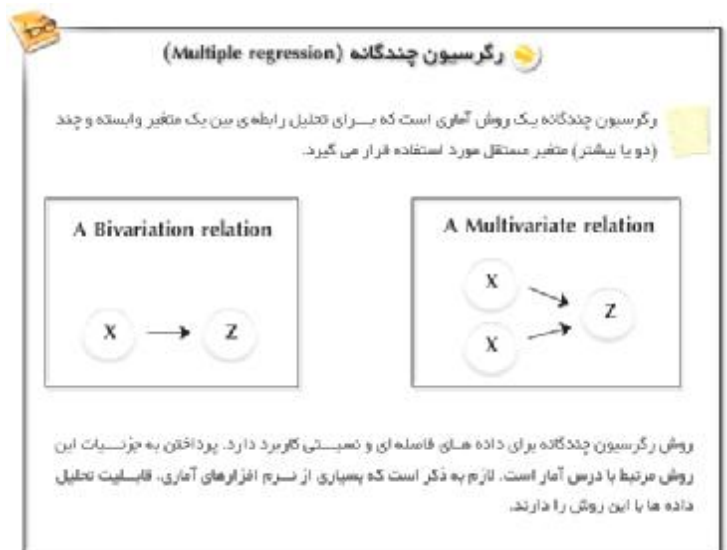 رگرسیون چندگانه (Multiple regression)
رگرسیون چندگانه یک روش آماری است که برای تحلیل رابطه ی بین یک متغیر وابسته و چند
(دو یا بیشتر) متغیر مستقل مورد استفاده قرار می گیرد.
A Bivariation relation
X
Z
A Multivariate relation
X
X
Z
روش رگرسیون چندگانه برای داده های فاصله ای و نسبتی کاربرد دارد. پرداختن به جزئیات این
روش مرتبط با درس آمار است. لازم به ذکر است که بسیاری از نرم افزارهای آماری، قابلیت تحلیل
داده ها با این روش را دارند.